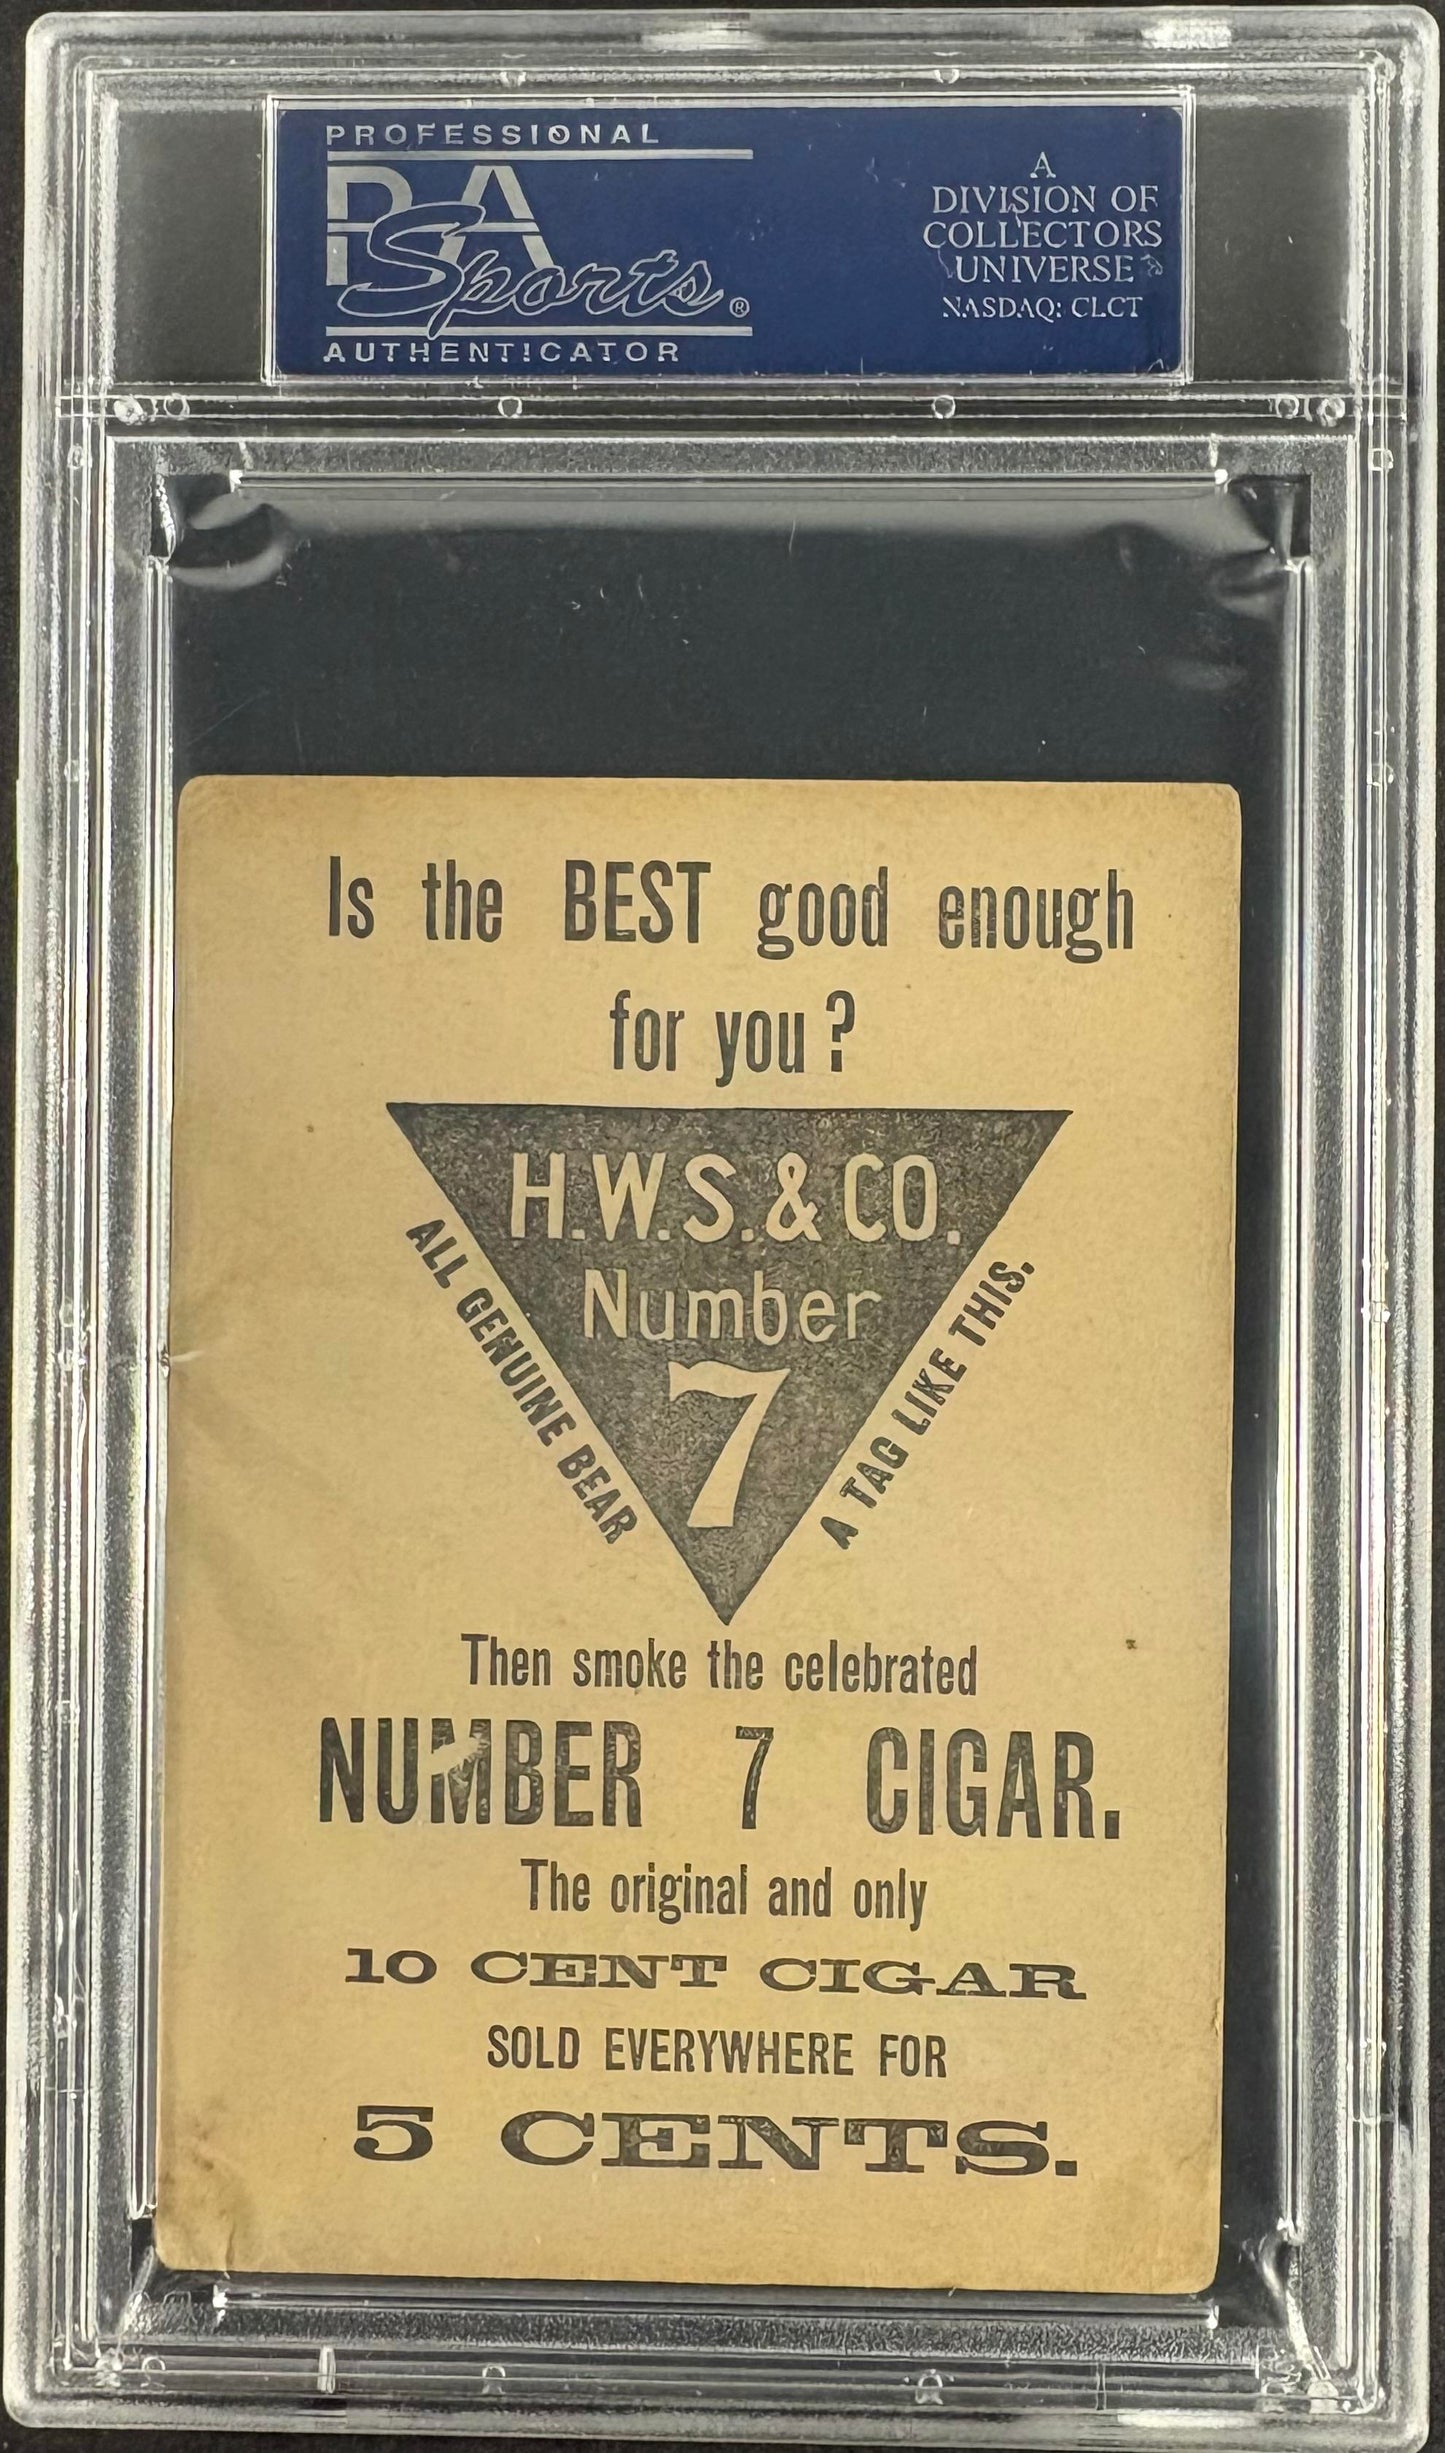 PROFESSIONAL
PSA
Sports®
AUTHENTICATOR
A
DIVISION OF
COLLECTORS
UNIVERSE
NASDAQ: CLCT
Is the BEST good enough
for you?
H.W.S. & CO.
Number
7
ALL GENUINE BEAR
A TAG LIKE THIS.
Then smoke the celebrated
NUMBER 7 CIGAR.
The original and only
10 CENT CIGAR
SOLD EVERYWHERE FOR
5 CENTS.